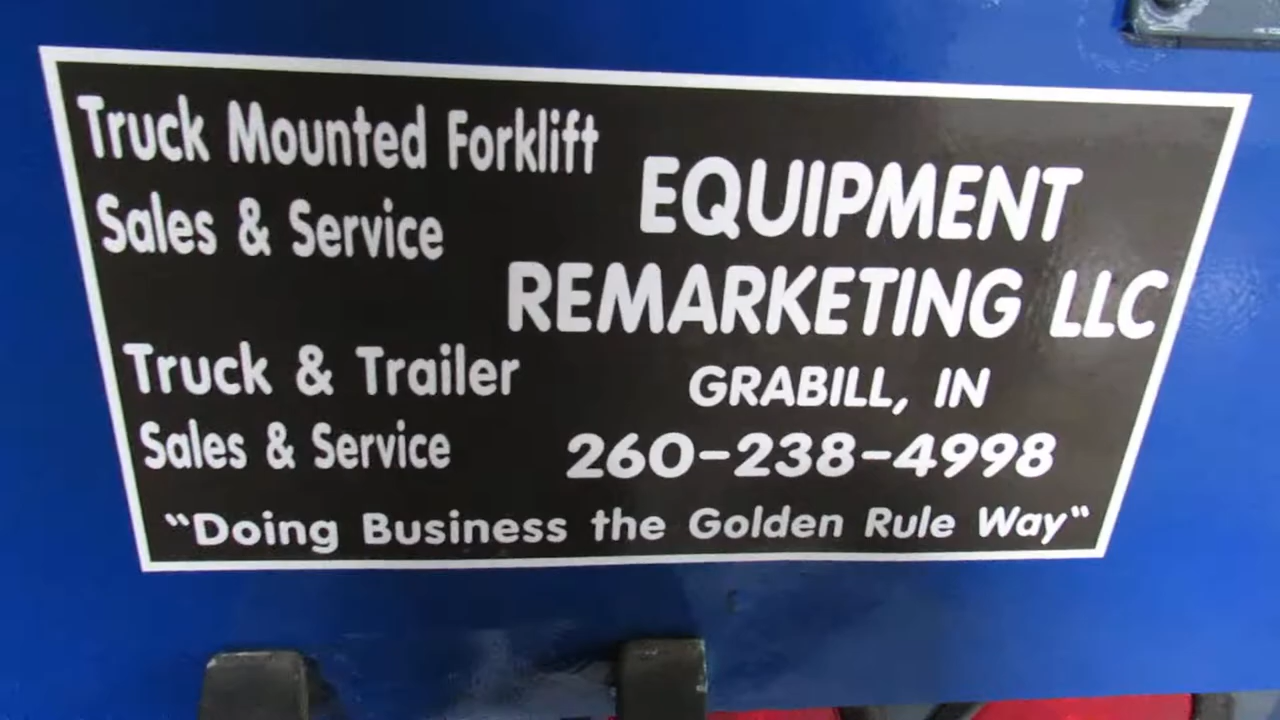 Truck Mounted Forklift
Sales & Service
Truck & Trailer
Sales & Service
EQUIPMENT
REMARKETING LLC
GRABILL, IN
260-238-4998
"Doing Business the Golden Rule Way"